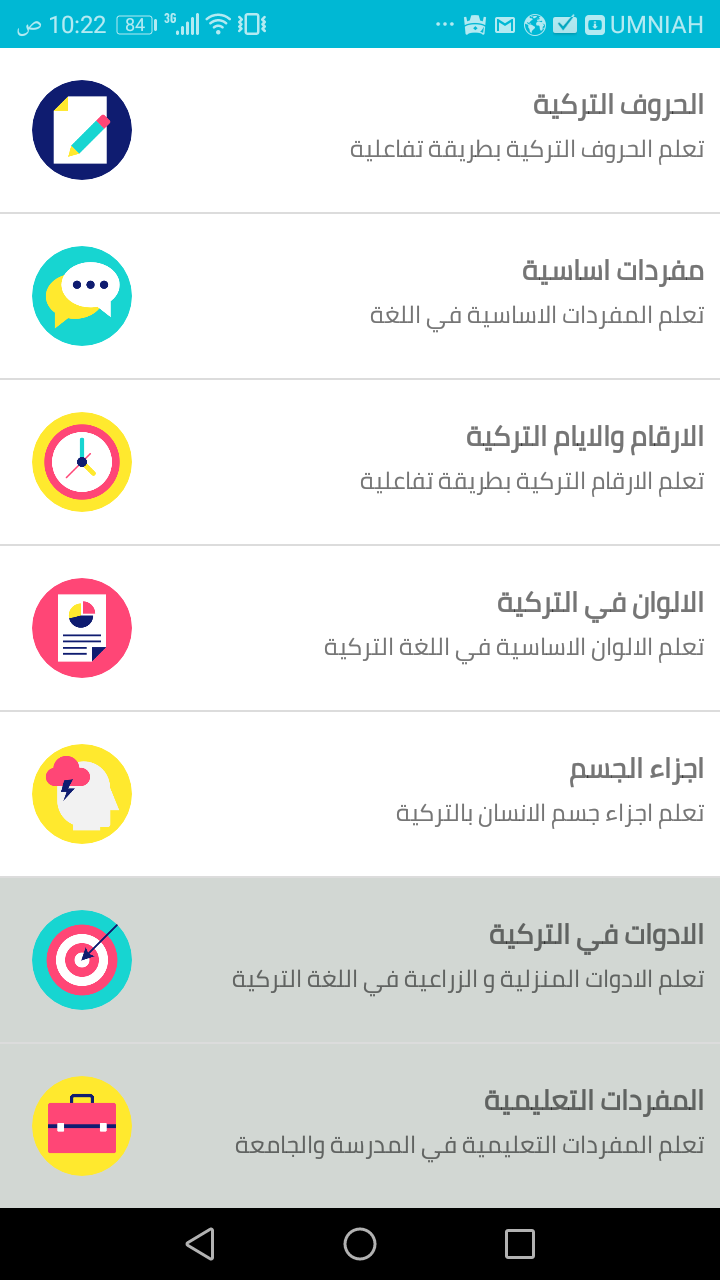 UMNIAH ... 3G 84 10:22 ص
الحروف التركية
تعلم الحروف التركية بطريقة تفاعلية
مفردات اساسية
تعلم المفردات الاساسية في اللغة
الارقام والايام التركية
تعلم الارقام التركية بطريقة تفاعلية
الالوان في التركية
تعلم الالوان الاساسية في اللغة التركية
اجزاء الجسم
تعلم اجزاء جسم الانسان بالتركية
الادوات في التركية
تعلم الادوات المنزلية و الزراعية في اللغة التركية
المفردات التعليمية
تعلم المفردات التعليمية في المدرسة والجامعة